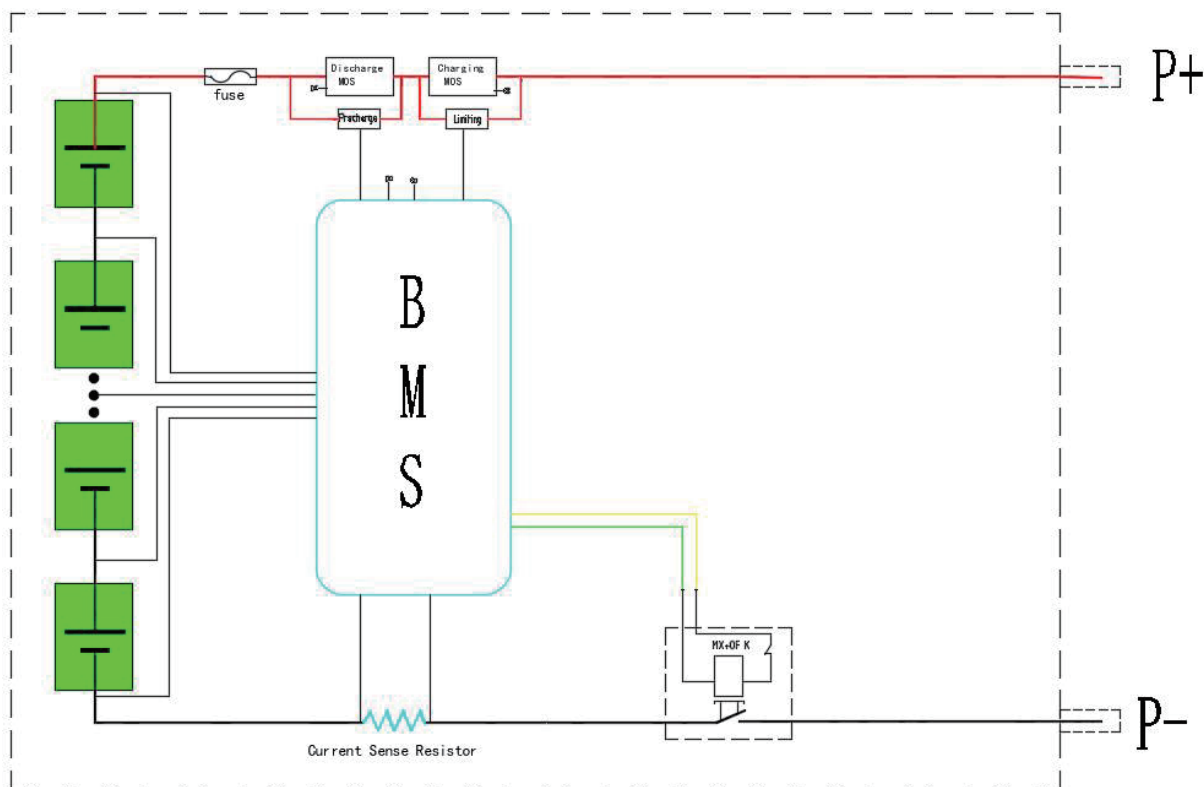 Discharge
MOS
Charging
MOS
P+
fuse
Precharge
Limiting
B
M
S
MX+OF K
P-
Current Sense Resistor